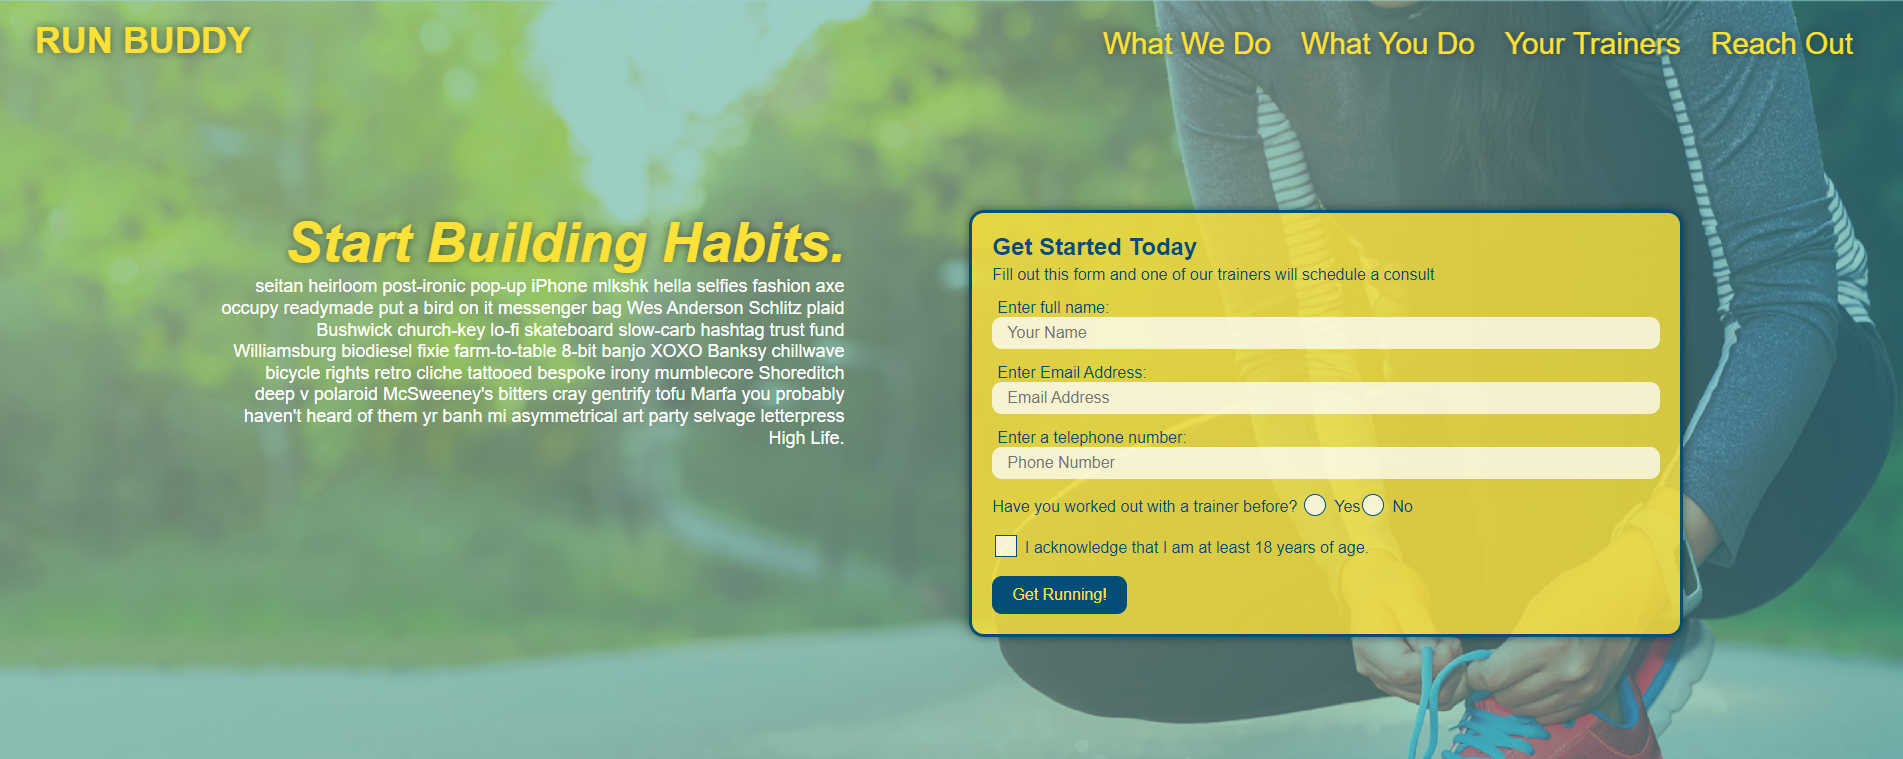 RUN BUDDY
What We Do What You Do Your Trainers Reach Out
Start Building Habits.
seitan heirloom post-ironic pop-up iPhone mlkshk hella selfies fashion axe
occupy readymade put a bird on it messenger bag Wes Anderson Schlitz plaid
Bushwick church-key lo-fi skateboard slow-carb hashtag trust fund
Williamsburg biodiesel fixie farm-to-table 8-bit banjo XOXO Banksy chillwave
bicycle rights retro cliche tattooed bespoke irony mumblecore Shoreditch
deep v polaroid McSweeney's bitters cray gentrify tofu Marfa you probably
haven't heard of them yr banh mi asymmetrical art party selvage letterpress
High Life.
Get Started Today
Fill out this form and one of our trainers will schedule a consult
Enter full name:
Your Name
Enter Email Address:
Email Address
Enter a telephone number:
Phone Number
Have you worked out with a trainer before? Yes No
I acknowledge that I am at least 18 years of age.
Get Running!